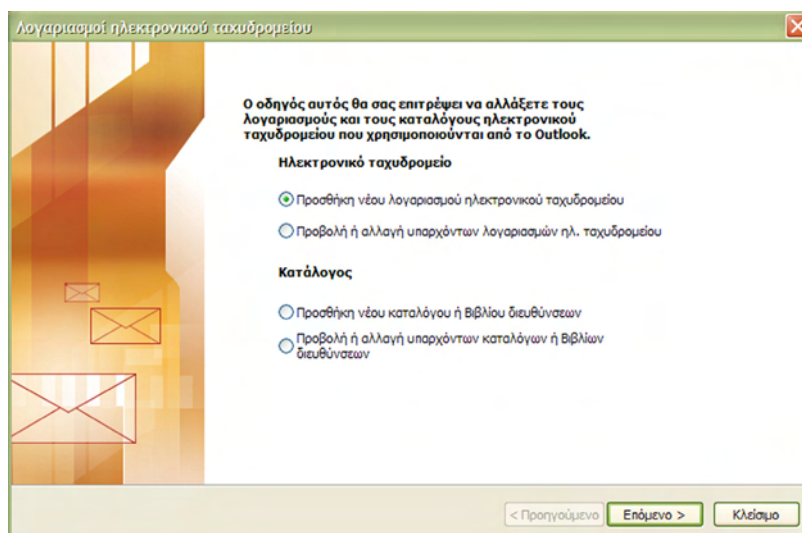 Λογαριασμοί ηλεκτρονικού ταχυδρομείου
Ο οδηγός αυτός θα σας επιτρέψει να αλλάξετε τους
λογαριασμούς και τους καταλόγους ηλεκτρονικού
ταχυδρομείου που χρησιμοποιούνται από το Outlook.
Ηλεκτρονικό ταχυδρομείο
Προσθήκη νέου λογαριασμού ηλεκτρονικού ταχυδρομείου
Προβολή ή αλλαγή υπαρχόντων λογαριασμών ηλ. ταχυδρομείου
Κατάλογος
Προσθήκη νέου καταλόγου ή Βιβλίου διευθύνσεων
Προβολή ή αλλαγή υπαρχόντων καταλόγων ή Βιβλίων
διευθύνσεων
< Προηγούμενο Επόμενο > Κλείσιμο